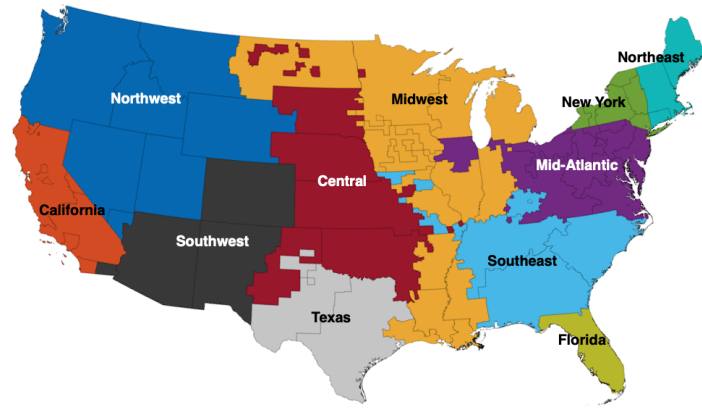 Northeast
Northwest
Midwest
New York
Mid-Atlantic
Central
California
Southwest
Southeast
Texas
Florida